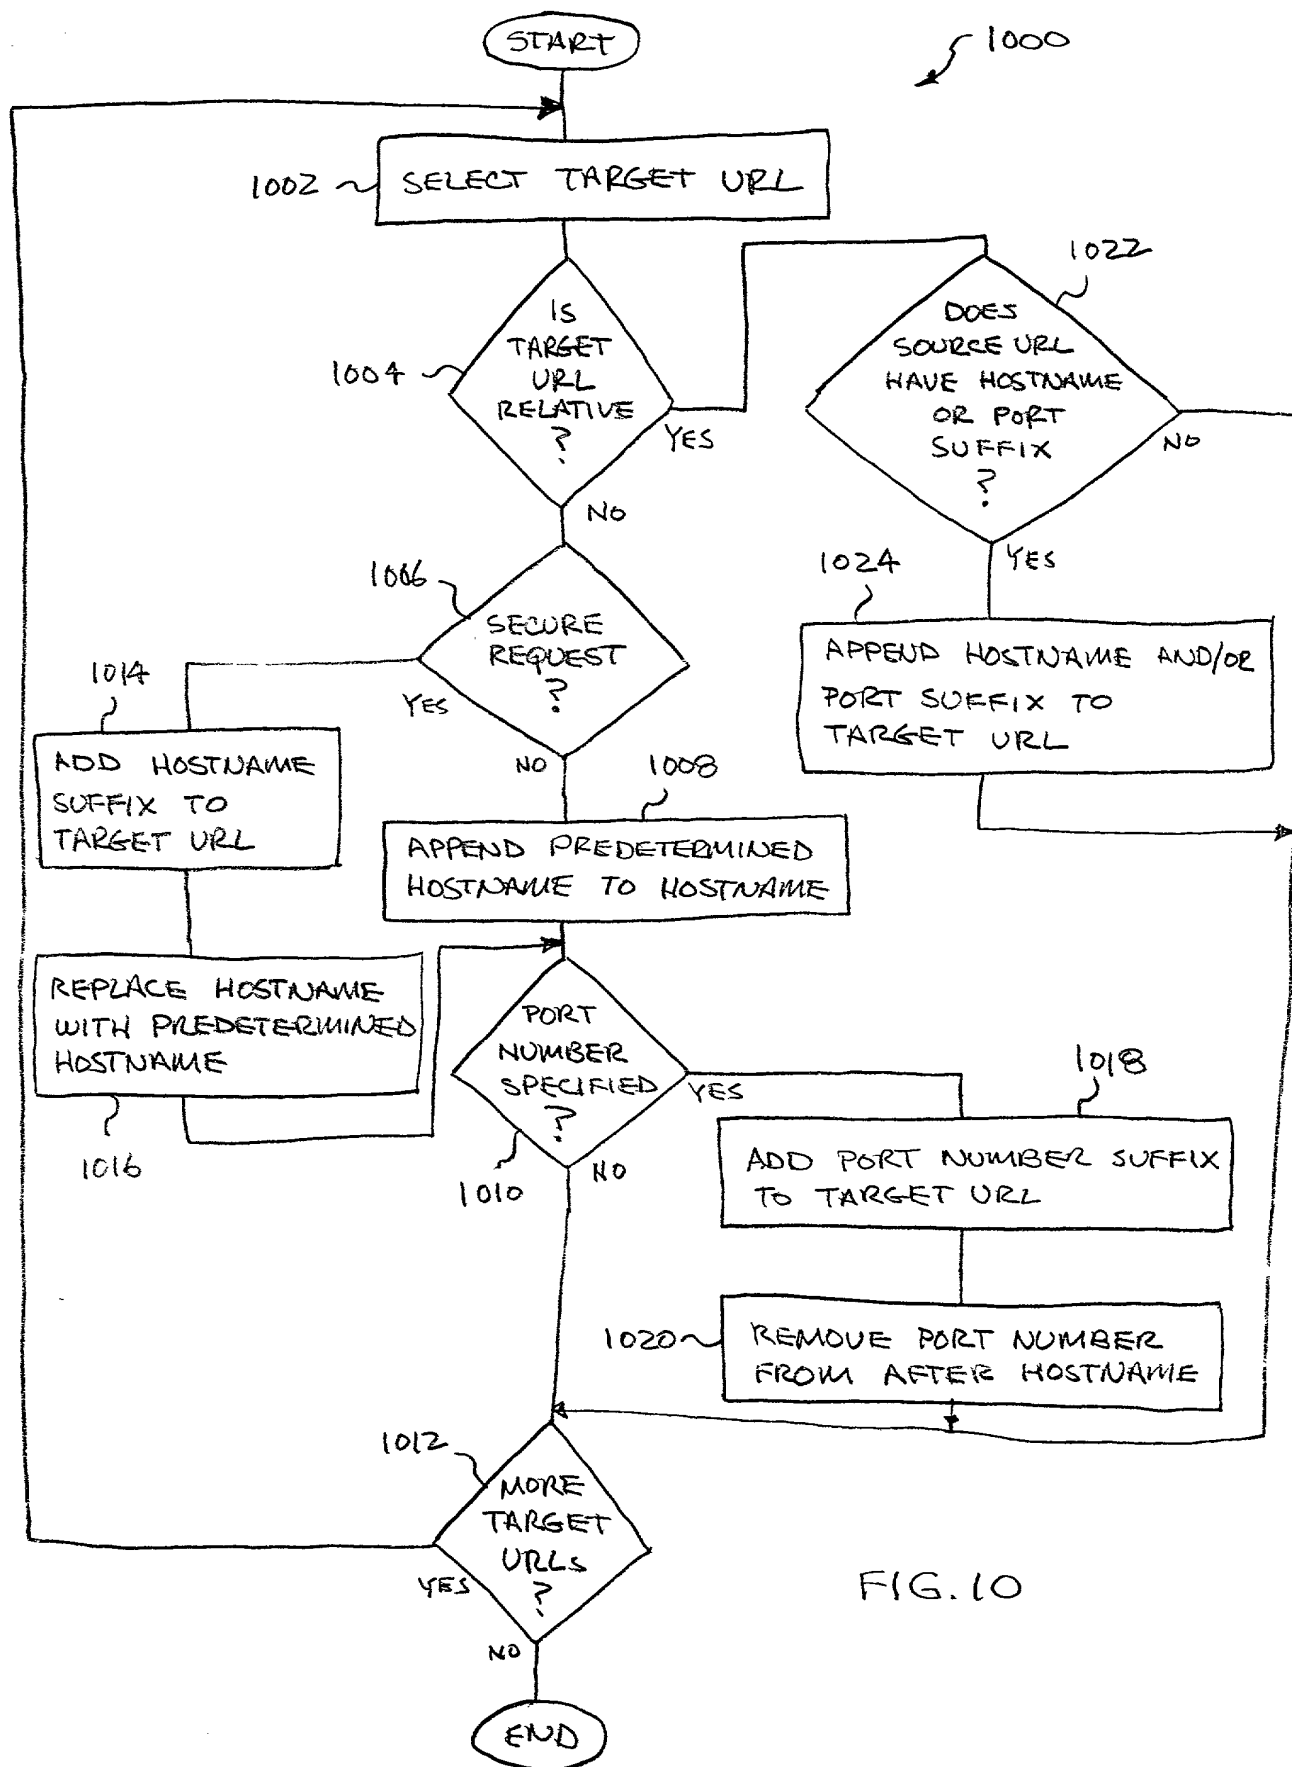 START
1000
1002
SELECT TARGET URL
1004
IS
TARGET
URL
RELATIVE
?
YES
NO
1022
DOES
SOURCE URL
HAVE HOSTNAME
OR PORT
SUFFIX
?
NO
YES
1024
APPEND HOSTNAME AND/OR
PORT SUFFIX TO
TARGET URL
1006
SECURE
REQUEST
?
YES
NO
1014
ADD HOSTNAME
SUFFIX TO
TARGET URL
1008
APPEND PREDETERMINED
HOSTNAME TO HOSTNAME
REPLACE HOSTNAME
WITH PREDETERMINED
HOSTNAME
1016
PORT
NUMBER
SPECIFIED
?
1010
YES
NO
1018
ADD PORT NUMBER SUFFIX
TO TARGET URL
1020
REMOVE PORT NUMBER
FROM AFTER HOSTNAME
1012
MORE
TARGET
URLS
?
YES
NO
END
FIG. 10